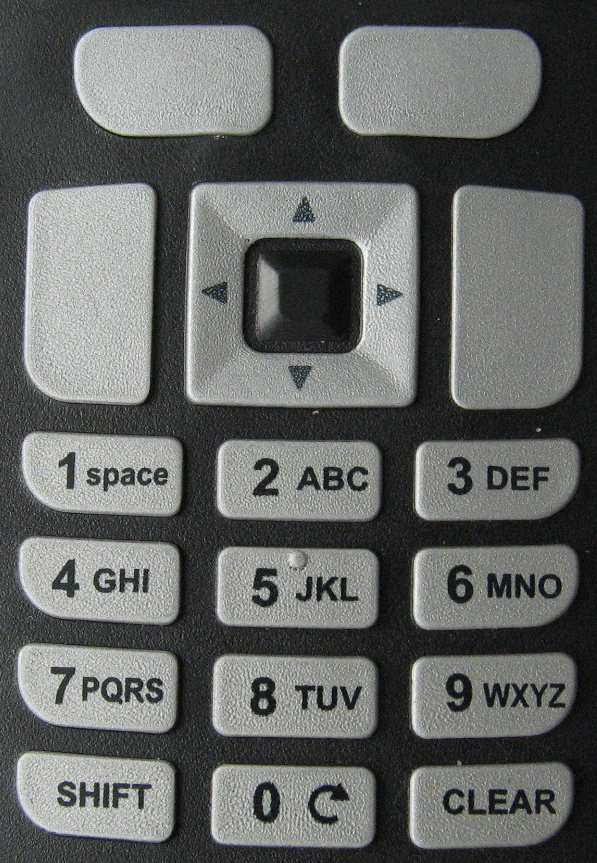 1 space 2 ABC 3 DEF
4 GHI 5 JKL 6 MNO
7 PQRS 8 TUV 9 WXYZ
SHIFT 0 CLEAR